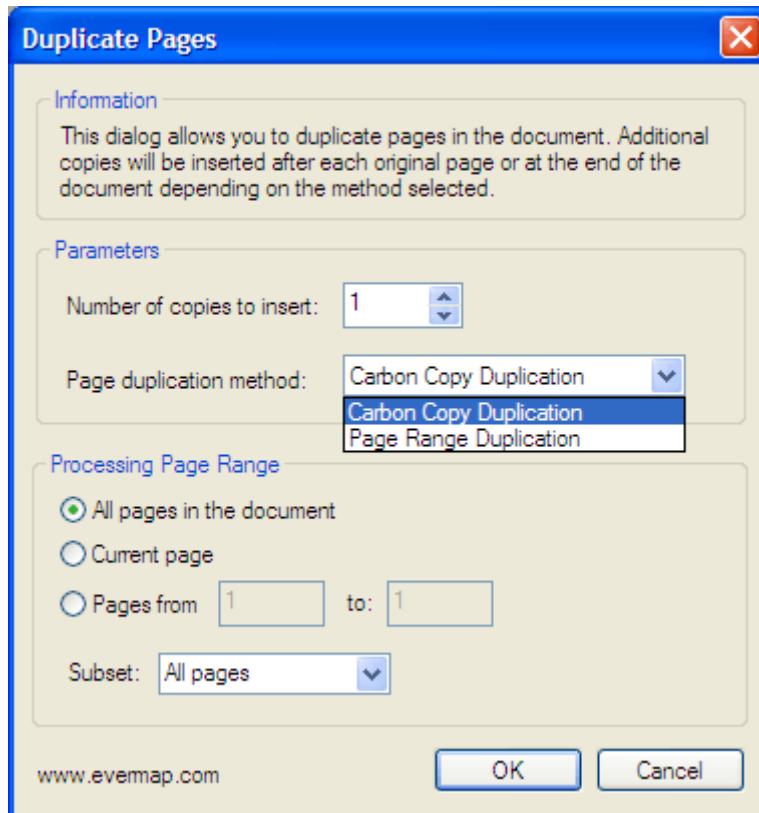 Duplicate Pages
Information
This dialog allows you to duplicate pages in the document. Additional
copies will be inserted after each original page or at the end of the
document depending on the method selected.
Parameters
Number of copies to insert: 1
Page duplication method: Carbon Copy Duplication
Carbon Copy Duplication
Page Range Duplication
Processing Page Range
All pages in the document
Current page
Pages from 1 to: 1
Subset: All pages
www.evermap.com OK Cancel